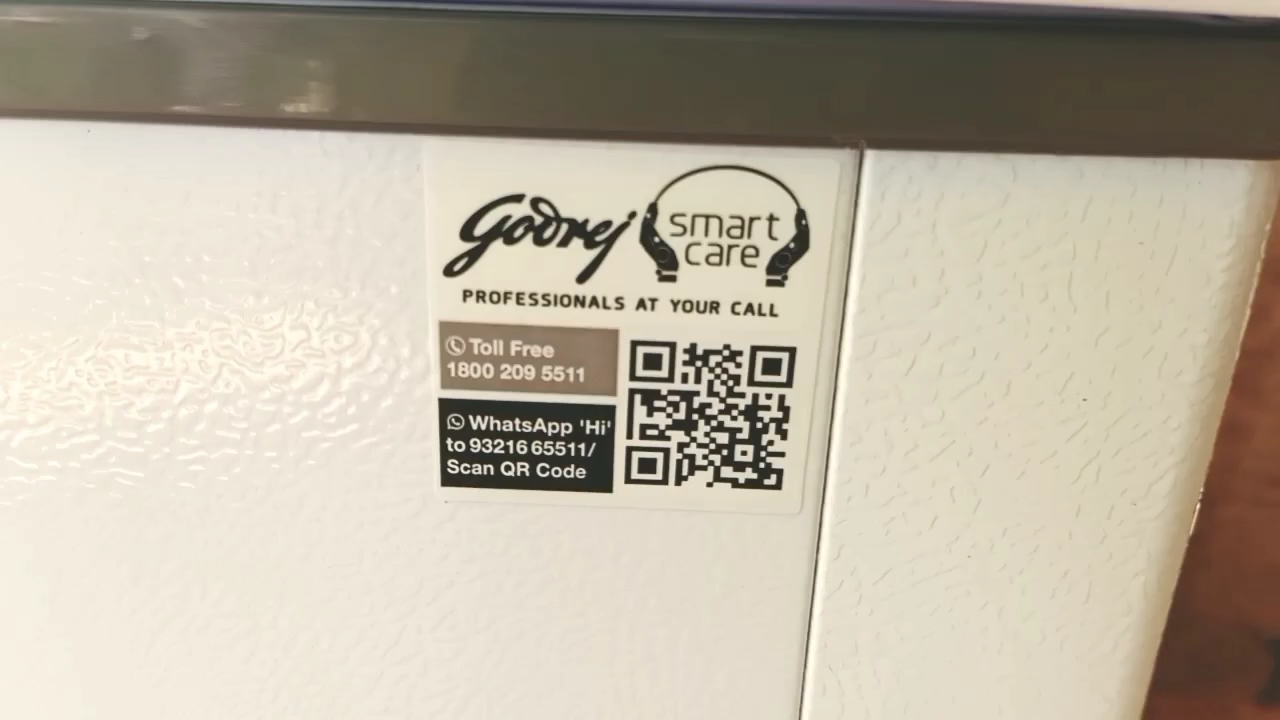 Godrej smart care
PROFESSIONALS AT YOUR CALL
Toll Free
1800 209 5511
WhatsApp 'Hi'
to 93216 65511/
Scan QR Code